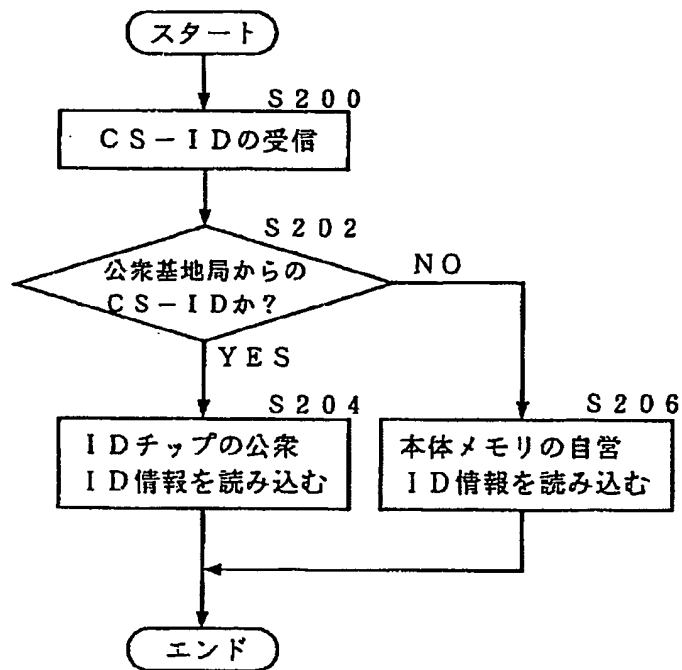 スタート
S200
CS-IDの受信
S202
公衆基地局からの
CS-IDか?
NO
YES
S204
IDチップの公衆
ID情報を読み込む
S206
本体メモリの自営
ID情報を読み込む
エンド